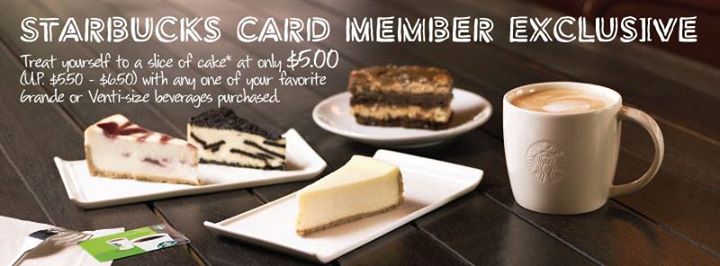 STARBUCKS CARD MEMBER EXCLUSIVE
Treat yourself to a slice of cake* at only $5.00
(U.P. $5.50 - $6.50) with any one of your favorite
Grande or Venti-size beverages purchased.